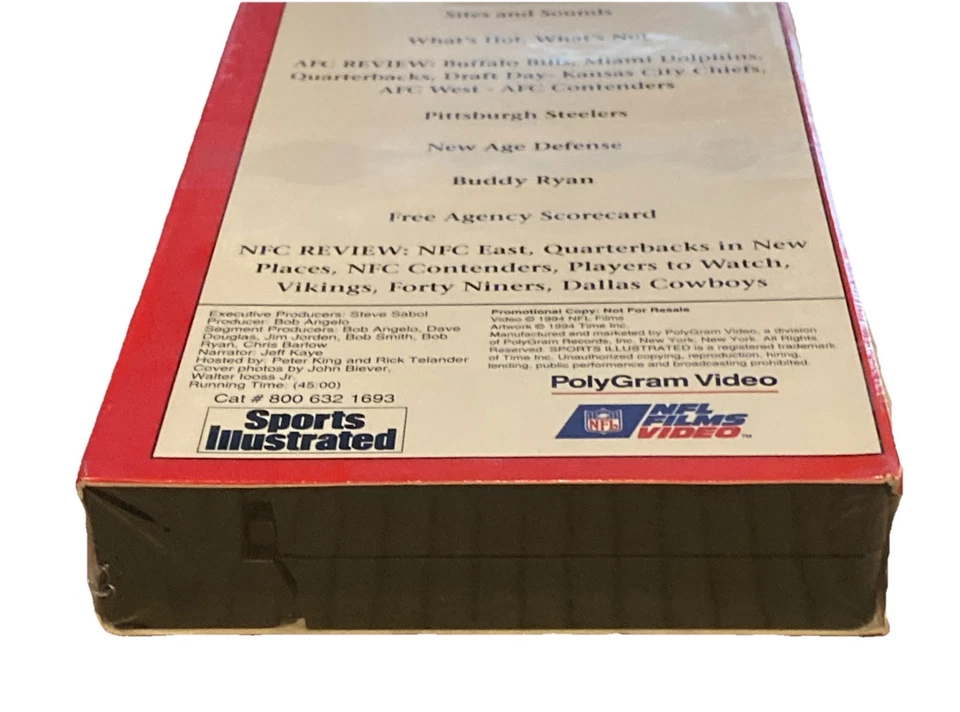 Sites and Sounds
What's Hot, What's Not
AFC REVIEW: Buffalo Bills, Miami Dolphins,
Quarterbacks, Draft Day- Kansas City Chiefs,
AFC West - AFC Contenders
Pittsburgh Steelers
New Age Defense
Buddy Ryan
Free Agency Scorecard
NFC REVIEW: NFC East, Quarterbacks in New
Places, NFC Contenders, Players to Watch,
Vikings, Forty Niners, Dallas Cowboys
Executive Producers: Steve Sabol
Producer: Bob Angelo
Segment Producers: Bob Angelo, Dave
Douglas, Jim Jorden, Bob Smith, Bob
Ryan, Chris Barlow
Narrator: Jeff Kaye
Hosted by: Peter King and Rick Telander
Cover photos by John Biever,
Walter Iooss Jr.
Running Time: (45:00)
Cat # 800 632 1693
Sports
Illustrated
Promotional Copy: Not For Resale
Video © 1994 NFL Films
Artwork © 1994 Time Inc.
Manufactured and marketed by PolyGram Video, a division
of PolyGram Records, Inc. New York, New York. All Rights
Reserved. SPORTS ILLUSTRATED is a registered trademark
of Time Inc. Unauthorized copying, reproduction, hiring,
lending, public performance and broadcasting prohibited.
PolyGram Video
NFL
NFL
FILMS
VIDEO™